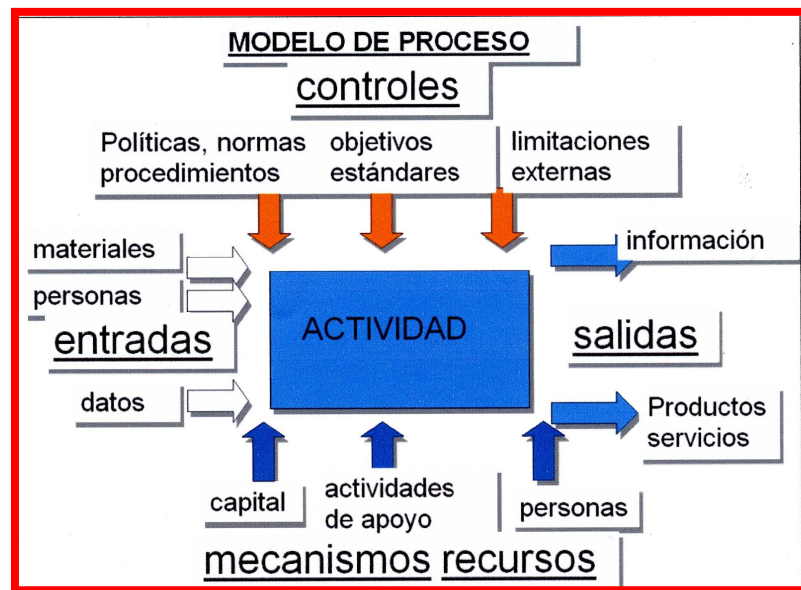 MODELO DE PROCESO
controles
Políticas, normas
procedimientos
objetivos
estándares
limitaciones
externas
materiales
personas
entradas
datos
ACTIVIDAD
información
salidas
Productos
servicios
capital
actividades
de apoyo
personas
mecanismos recursos